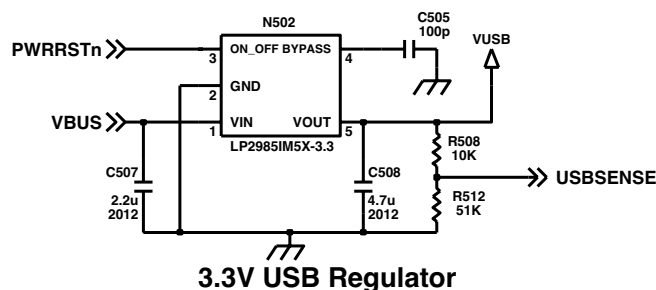 N502
C505
100p
VUSB
PWRRSTn
ON_OFF BYPASS
3
4
GND
2
VBUS
VIN
VOUT
1
5
LP2985IM5X-3.3
R508
10K
C507
2.2u
2012
C508
4.7u
2012
USBSENSE
R512
51K
3.3V USB Regulator